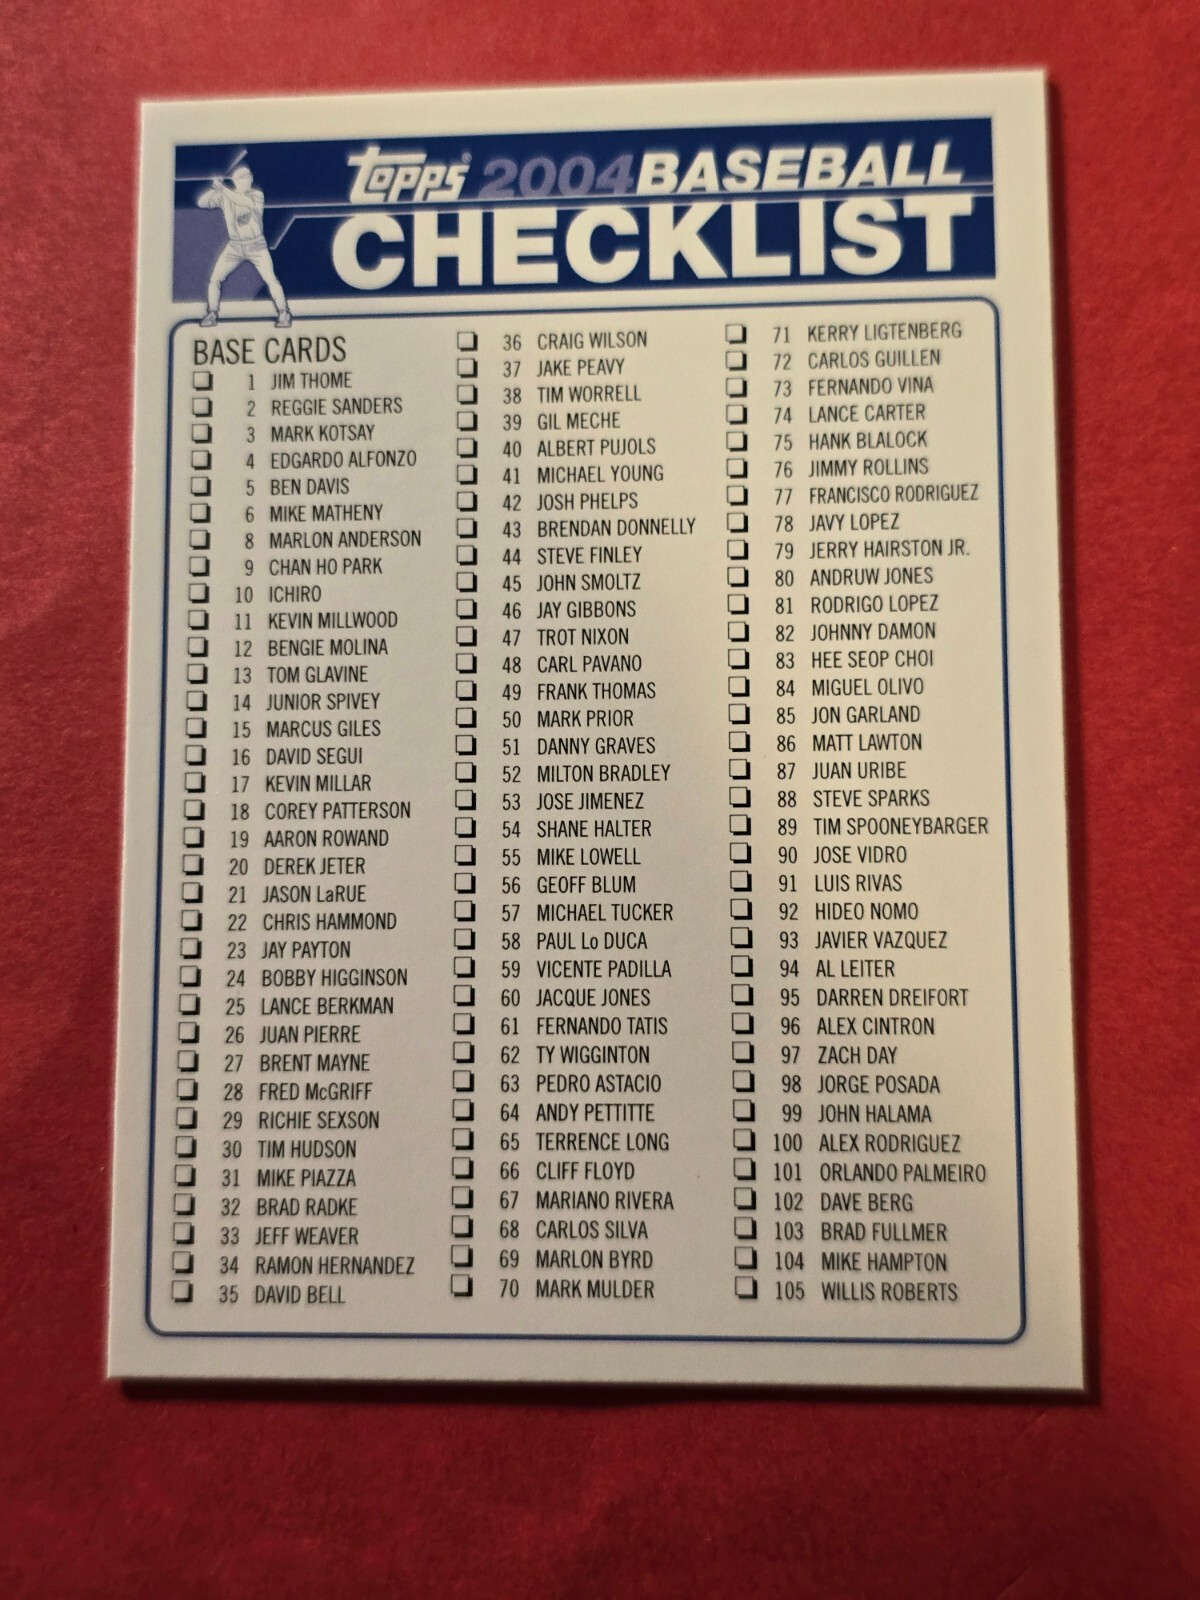 Topps® 2004 BASEBALL
CHECKLIST
BASE CARDS
1 JIM THOME
2 REGGIE SANDERS
3 MARK KOTSAY
4 EDGARDO ALFONZO
5 BEN DAVIS
6 MIKE MATHENY
8 MARLON ANDERSON
9 CHAN HO PARK
10 ICHIRO
11 KEVIN MILLWOOD
12 BENGIE MOLINA
13 TOM GLAVINE
14 JUNIOR SPIVEY
15 MARCUS GILES
16 DAVID SEGUI
17 KEVIN MILLAR
18 COREY PATTERSON
19 AARON ROWAND
20 DEREK JETER
21 JASON LaRUE
22 CHRIS HAMMOND
23 JAY PAYTON
24 BOBBY HIGGINSON
25 LANCE BERKMAN
26 JUAN PIERRE
27 BRENT MAYNE
28 FRED McGRIFF
29 RICHIE SEXSON
30 TIM HUDSON
31 MIKE PIAZZA
32 BRAD RADKE
33 JEFF WEAVER
34 RAMON HERNANDEZ
35 DAVID BELL
36 CRAIG WILSON
37 JAKE PEAVY
38 TIM WORRELL
39 GIL MECHE
40 ALBERT PUJOLS
41 MICHAEL YOUNG
42 JOSH PHELPS
43 BRENDAN DONNELLY
44 STEVE FINLEY
45 JOHN SMOLTZ
46 JAY GIBBONS
47 TROT NIXON
48 CARL PAVANO
49 FRANK THOMAS
50 MARK PRIOR
51 DANNY GRAVES
52 MILTON BRADLEY
53 JOSE JIMENEZ
54 SHANE HALTER
55 MIKE LOWELL
56 GEOFF BLUM
57 MICHAEL TUCKER
58 PAUL Lo DUCA
59 VICENTE PADILLA
60 JACQUE JONES
61 FERNANDO TATIS
62 TY WIGGINTON
63 PEDRO ASTACIO
64 ANDY PETTITTE
65 TERRENCE LONG
66 CLIFF FLOYD
67 MARIANO RIVERA
68 CARLOS SILVA
69 MARLON BYRD
70 MARK MULDER
71 KERRY LIGTENBERG
72 CARLOS GUILLEN
73 FERNANDO VINA
74 LANCE CARTER
75 HANK BLALOCK
76 JIMMY ROLLINS
77 FRANCISCO RODRIGUEZ
78 JAVY LOPEZ
79 JERRY HAIRSTON JR.
80 ANDRUW JONES
81 RODRIGO LOPEZ
82 JOHNNY DAMON
83 HEE SEOP CHOI
84 MIGUEL OLIVO
85 JON GARLAND
86 MATT LAWTON
87 JUAN URIBE
88 STEVE SPARKS
89 TIM SPOONEYBARGER
90 JOSE VIDRO
91 LUIS RIVAS
92 HIDEO NOMO
93 JAVIER VAZQUEZ
94 AL LEITER
95 DARREN DREIFORT
96 ALEX CINTRON
97 ZACH DAY
98 JORGE POSADA
99 JOHN HALAMA
100 ALEX RODRIGUEZ
101 ORLANDO PALMEIRO
102 DAVE BERG
103 BRAD FULLMER
104 MIKE HAMPTON
105 WILLIS ROBERTS